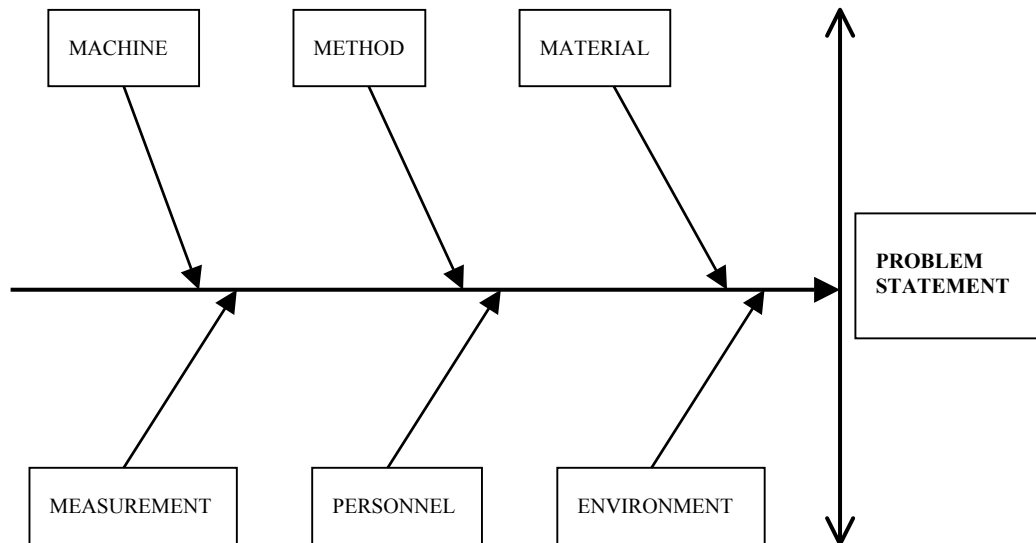 MACHINE
METHOD
MATERIAL
PROBLEM
STATEMENT
MEASUREMENT
PERSONNEL
ENVIRONMENT